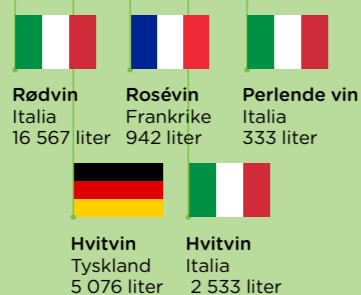 Rødvin
Italia
16 567 liter
Rosévin
Frankrike
942 liter
Perlende vin
Italia
333 liter
Hvitvin
Tyskland
5 076 liter
Hvitvin
Italia
2 533 liter